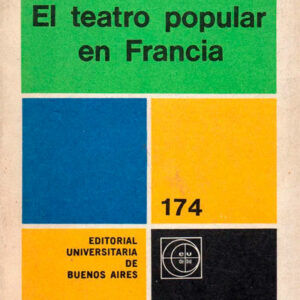 El teatro popular
en Francia
174
EDITORIAL
UNIVERSITARIA
DE
BUENOS AIRES